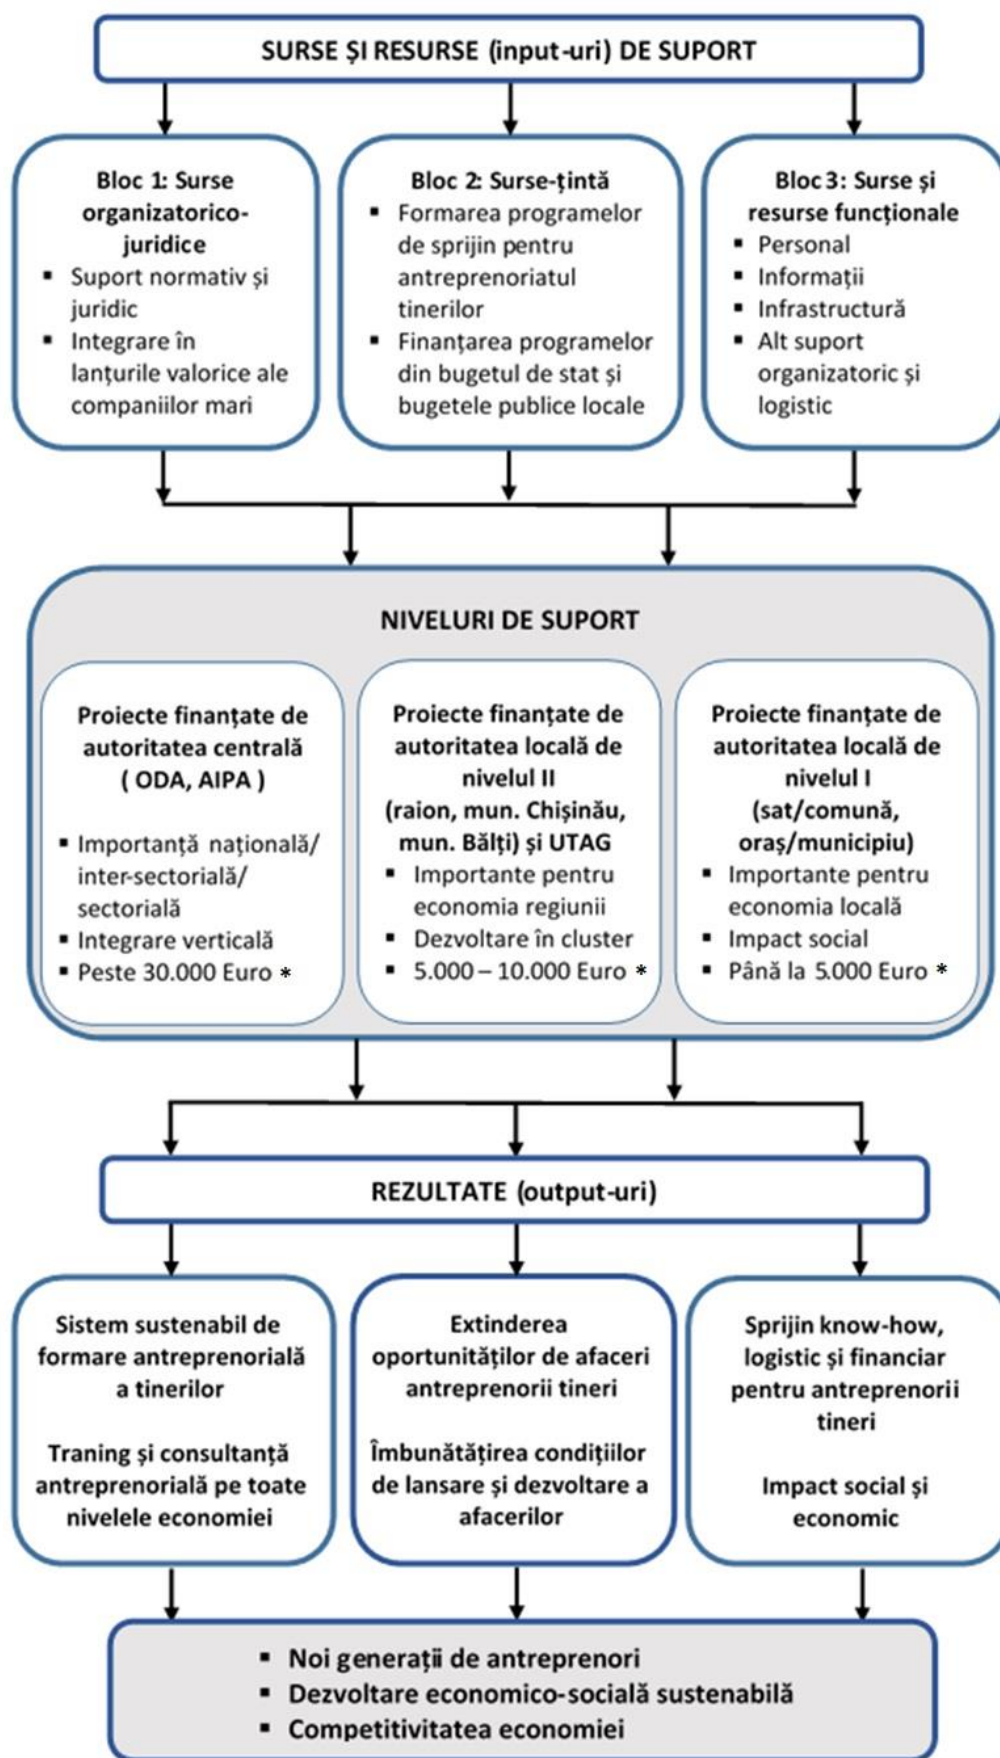 SURSE ȘI RESURSE (input-uri) DE SUPORT
Bloc 1: Surse
organizatorico-
juridice
▪ Suport normativ și
juridic
▪ Integrare în
lanțurile valorice ale
companiilor mari
Bloc 2: Surse-țintă
▪ Formarea programelor
de sprijin pentru
antreprenoriatul
tinerilor
▪ Finanțarea programelor
din bugetul de stat și
bugetele publice locale
Bloc 3: Surse și
resurse funcționale
▪ Personal
▪ Informații
▪ Infrastructură
▪ Alt suport
organizatoric și
logistic
NIVELURI DE SUPORT
Proiecte finanțate de
autoritatea centrală
( ODA, AIPA )
▪ Importanță națională/
inter-sectorială/
sectorială
▪ Integrare verticală
▪ Peste 30.000 Euro *
Proiecte finanțate de
autoritatea locală de
nivelul II
(raion, mun. Chișinău,
mun. Bălți) și UTAG
▪ Importante pentru
economia regiunii
▪ Dezvoltare în cluster
▪ 5.000 – 10.000 Euro *
Proiecte finanțate de
autoritatea locală de
nivelul I
(sat/comună,
oraș/municipiu)
▪ Importante pentru
economia locală
▪ Impact social
▪ Până la 5.000 Euro *
REZULTATE (output-uri)
Sistem sustenabil de
formare antreprenorială
a tinerilor
Traning și consultanță
antreprenorială pe toate
nivelele economiei
Extinderea
oportunităților de afaceri
antreprenorii tineri
Îmbunătățirea condițiilor
de lansare și dezvoltare a
afacerilor
Sprijin know-how,
logistic și financiar
pentru antreprenorii
tineri
Impact social și
economic
▪ Noi generații de antreprenori
▪ Dezvoltare economico-socială sustenabilă
▪ Competitivitatea economiei